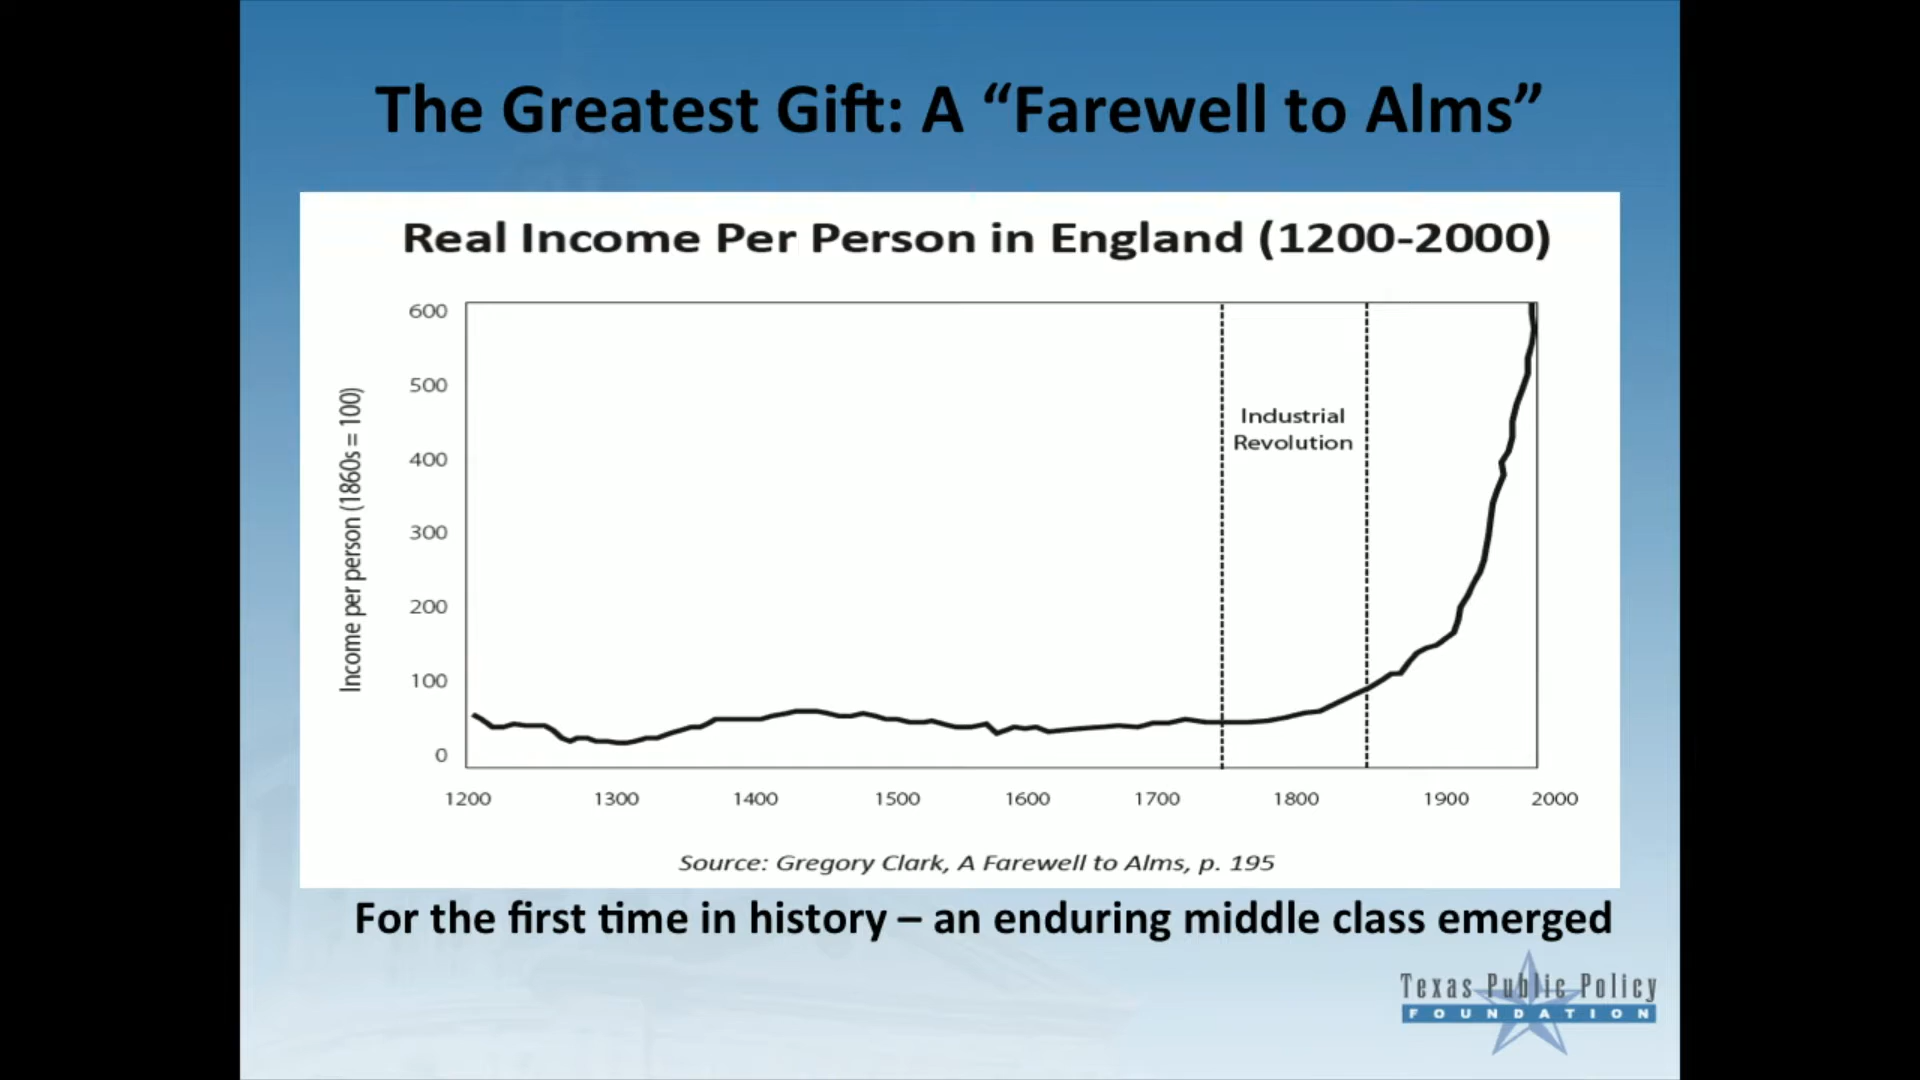 The Greatest Gift: A “Farewell to Alms”
Real Income Per Person in England (1200-2000)
Income per person (1860s = 100)
600
500
400
300
200
100
0
Industrial
Revolution
1200 1300 1400 1500 1600 1700 1800 1900 2000
Source: Gregory Clark, A Farewell to Alms, p. 195
For the first time in history – an enduring middle class emerged
Texas Public Policy
FOUNDATION